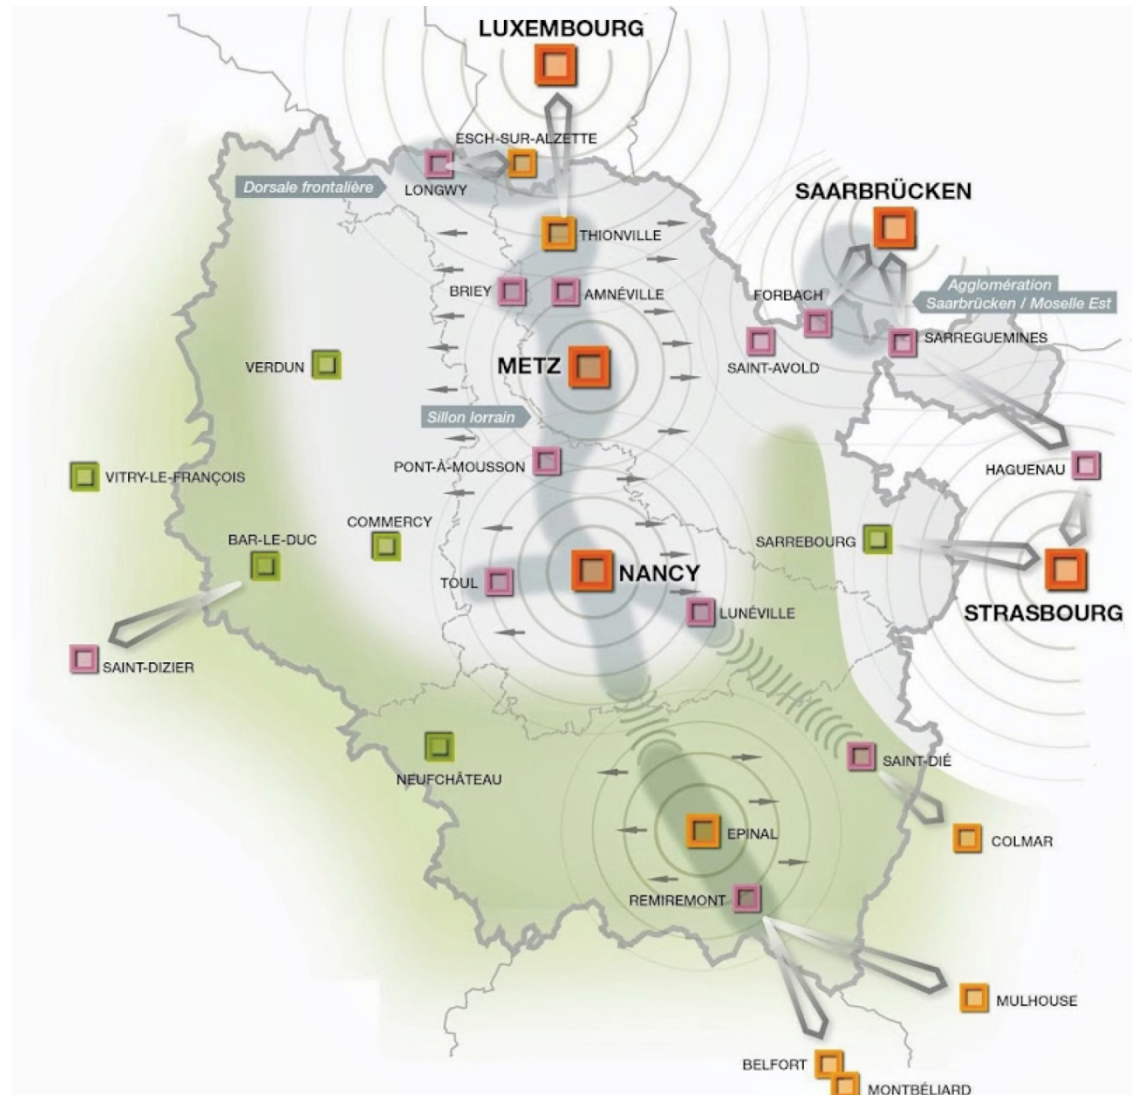 LUXEMBOURG
ESCH-SUR-ALZETTE
Dorsale frontalière
LONGWY
SAARBRÜCKEN
THIONVILLE
BRIEY
AMNÉVILLE
FORBACH
Agglomération
Saarbrücken / Moselle Est
SARREGUEMINES
VERDUN
METZ
SAINT-AVOLD
Sillon lorrain
PONT-À-MOUSSON
HAGUENAU
VITRY-LE-FRANÇOIS
COMMERCY
BAR-LE-DUC
SARREBOURG
TOUL
NANCY
LUNÉVILLE
STRASBOURG
SAINT-DIZIER
NEUFCHÂTEAU
SAINT-DIÉ
EPINAL
COLMAR
REMIREMONT
MULHOUSE
BELFORT
MONTBÉLIARD